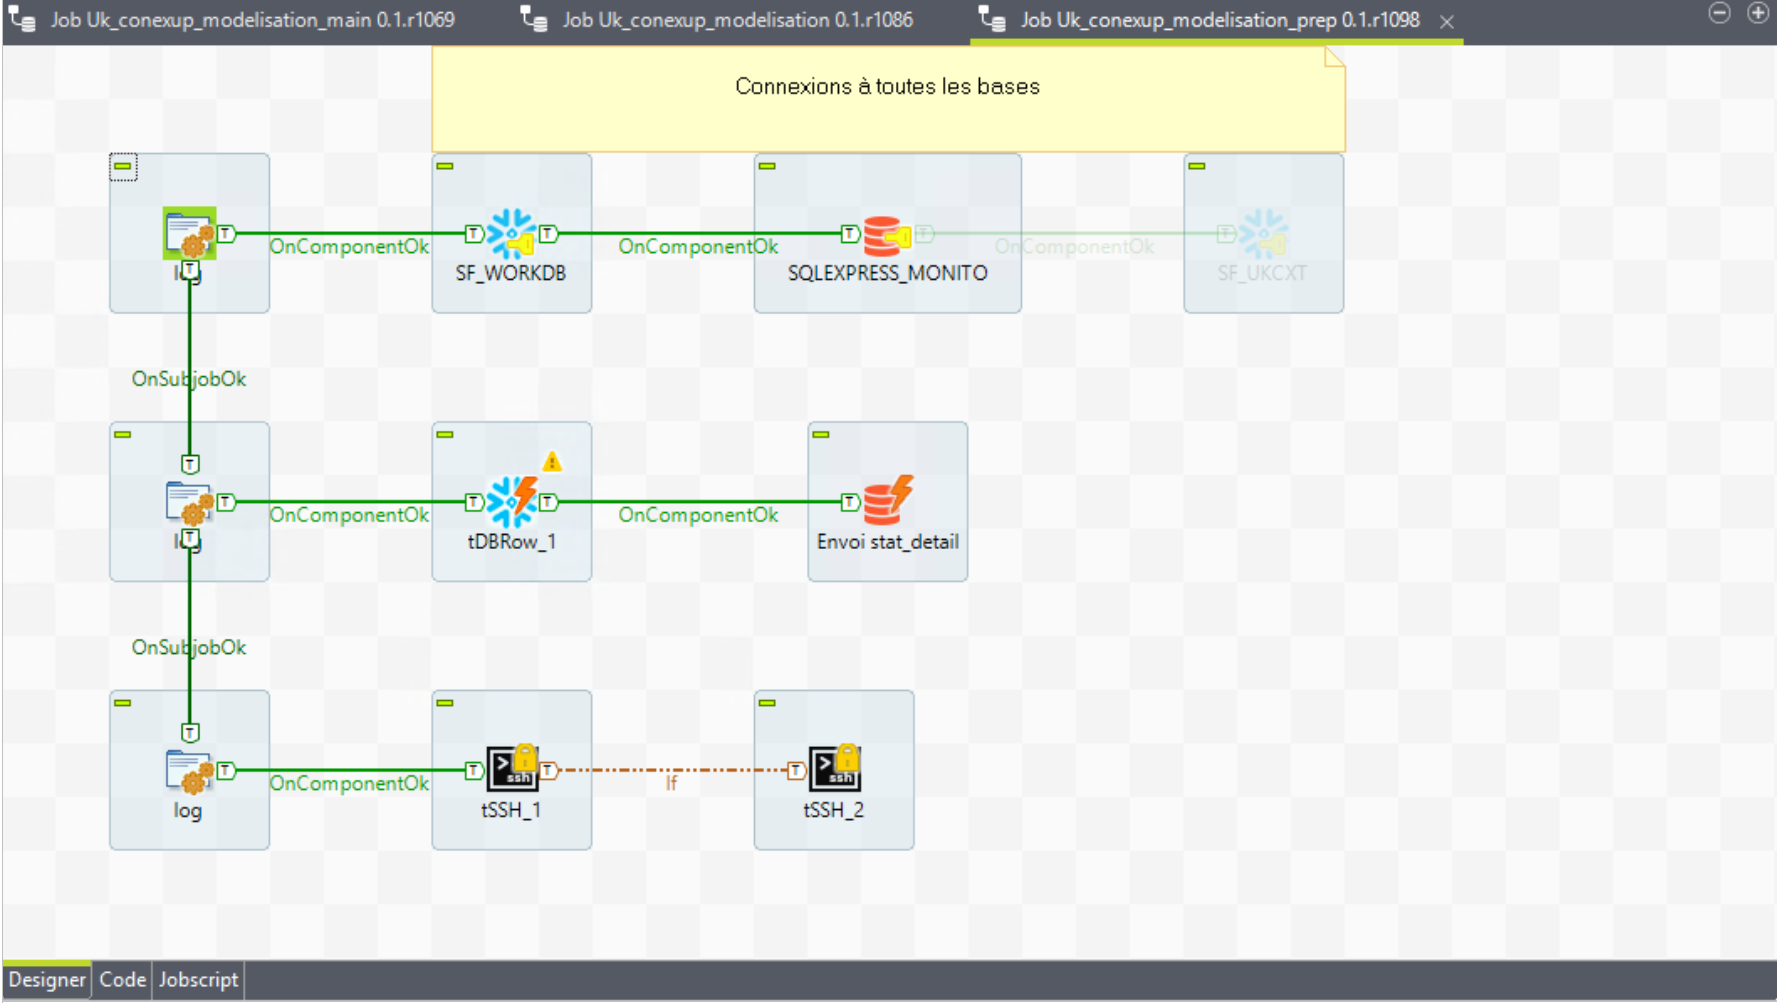 Job Uk_conexup_modelisation_main 0.1.r1069
Job Uk_conexup_modelisation 0.1.r1086
Job Uk_conexup_modelisation_prep 0.1.r1098
Connexions à toutes les bases
log
OnComponentOk
SF_WORKDB
OnComponentOk
SQLEXPRESS_MONITO
OnComponentOk
SF_UKCXT
OnSubjobOk
log
OnComponentOk
tDBRow_1
OnComponentOk
Envoi stat_detail
OnSubjobOk
log
OnComponentOk
ssh
tSSH_1
If
ssh
tSSH_2
Designer
Code
Jobscript